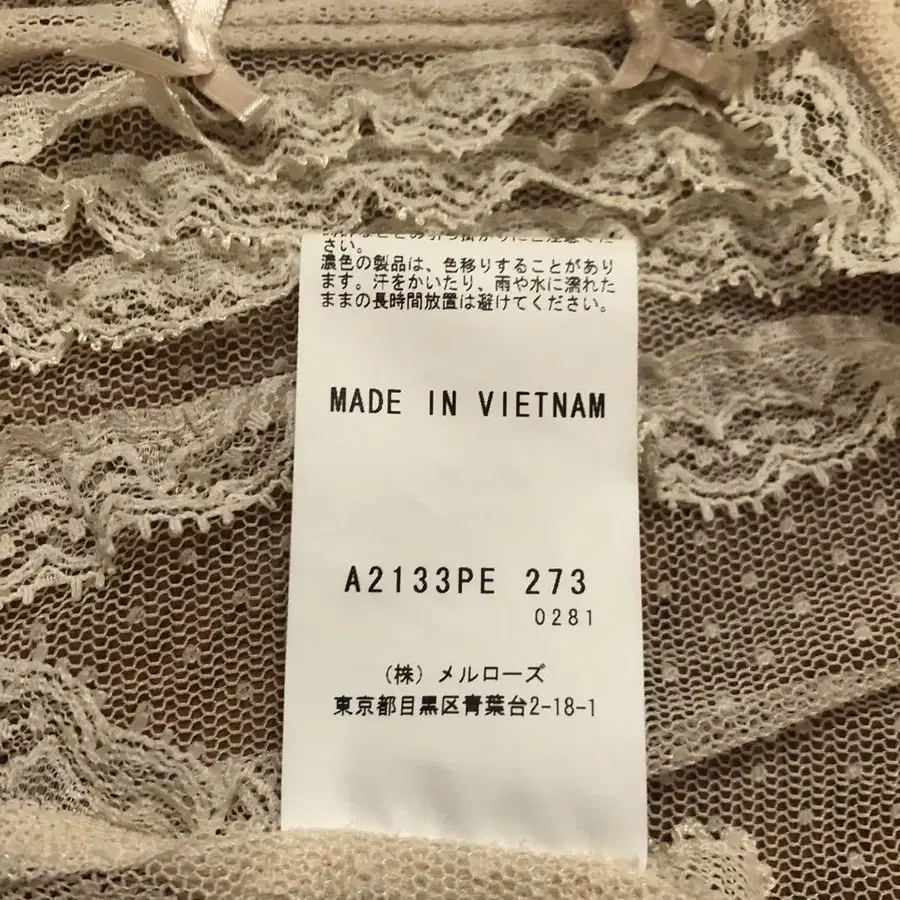 さい。
濃色の製品は、色移りすることがあり
ます。汗をかいたり、雨や水に濡れた
ままの長時間放置は避けてください。
MADE IN VIETNAM
A2133PE 273
0281
(株) メルローズ
東京都目黒区青葉台2-18-1